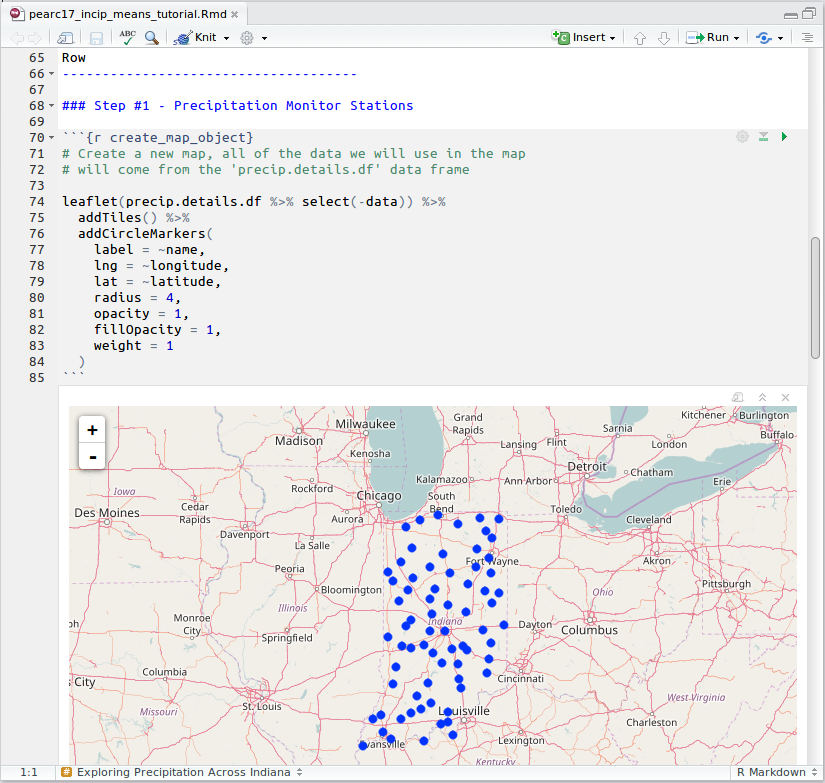 pearc17_incip_means_tutorial.Rmd
ABC Knit Insert Run
65 Row
66 -------------------------------------
67
68 ### Step #1 - Precipitation Monitor Stations
69
70 ```{r create_map_object}
71 # Create a new map, all of the data we will use in the map
72 # will come from the 'precip.details.df' data frame
73
74 leaflet(precip.details.df %>% select(-data)) %>%
75   addTiles() %>%
76   addCircleMarkers(
77     label = ~name,
78     lng = ~longitude,
79     lat = ~latitude,
80     radius = 4,
81     opacity = 1,
82     fillOpacity = 1,
83     weight = 1
84   )
85 ```
+
-
Milwaukee
Madison
Kenosha
Grand
Rapids
Lansing
Flint
Sarnia
Kitchener
Burlington
London
Buffalo
Iowa
Des Moines
Cedar
Rapids
Rockford
Chicago
Aurora
Kalamazoo
South
Bend
Ann Arbor
Detroit
Chatham
Erie
Toledo
Cleveland
Davenport
La Salle
Peoria
Bloomington
Fort Wayne
Akron
Pittsburgh
Ohio
Illinois
Indiana
Monroe
City
Springfield
Dayton
Columbus
ph
s City
Columbia
Missouri
St. Louis
Cincinnati
West Virginia
Charleston
Louisville
Evansville
Lexington
Kentucky
1:1 # Exploring Precipitation Across Indiana R Markdown